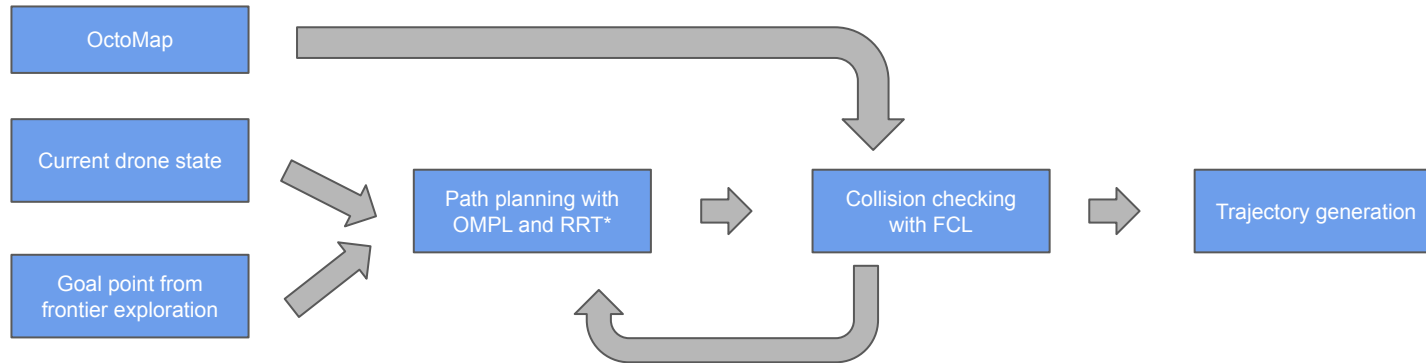 OctoMap
Current drone state
Goal point from
frontier exploration
Path planning with
OMPL and RRT*
Collision checking
with FCL
Trajectory generation